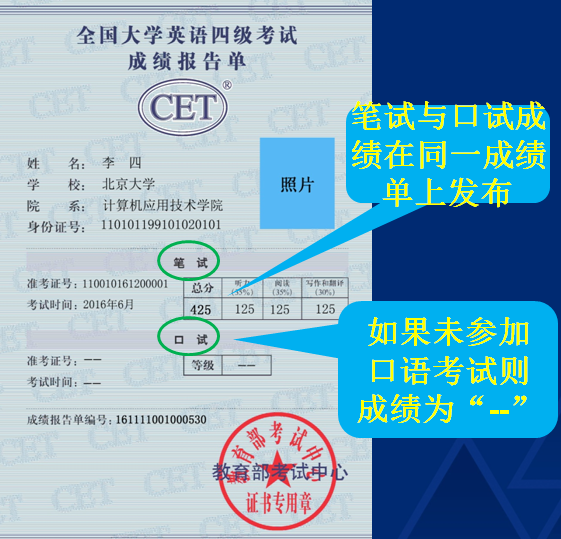 全国大学英语四级考试
成绩报告单
CET®
笔试与口试成
绩在同一成绩
单上发布
姓 名： 李 四
学 校： 北京大学
院 系： 计算机应用技术学院
身份证号： 110101199101020101
照片
笔 试
准考证号：110010161200001
考试时间：2016年6月
总分 听力(35%) 阅读(35%) 写作和翻译(30%)
425 125 125 125
口 试
准考证号：--
考试时间：--
等级 --
如果未参加
口语考试则
成绩为“--”
成绩报告单编号：161111001000530
教育部考试中心
教育部考试中心
证书专用章